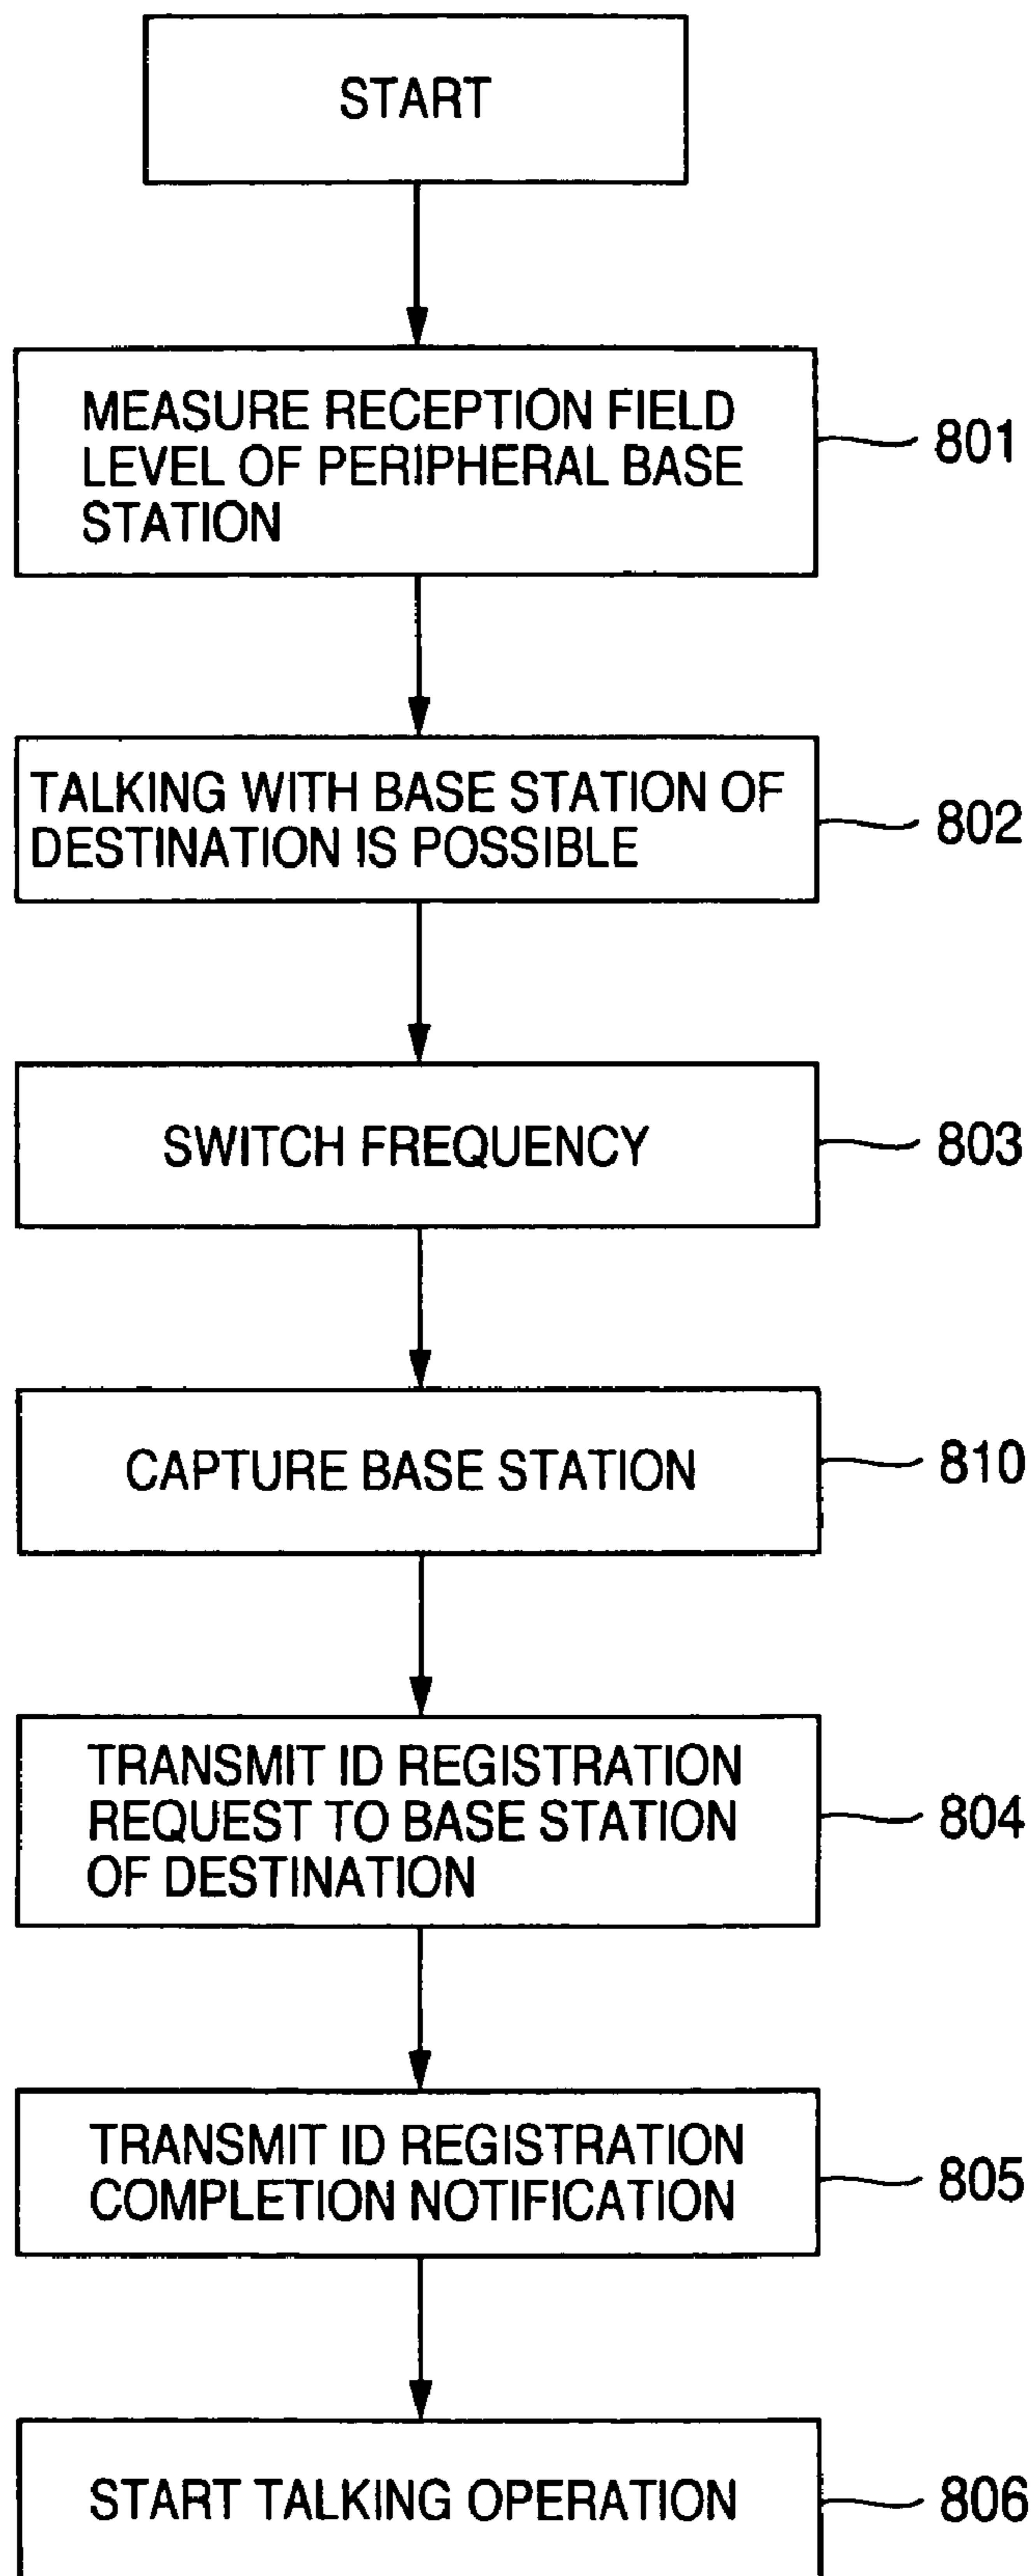 START
MEASURE RECEPTION FIELD
LEVEL OF PERIPHERAL BASE
STATION
801
TALKING WITH BASE STATION OF
DESTINATION IS POSSIBLE
802
SWITCH FREQUENCY
803
CAPTURE BASE STATION
810
TRANSMIT ID REGISTRATION
REQUEST TO BASE STATION
OF DESTINATION
804
TRANSMIT ID REGISTRATION
COMPLETION NOTIFICATION
805
START TALKING OPERATION
806